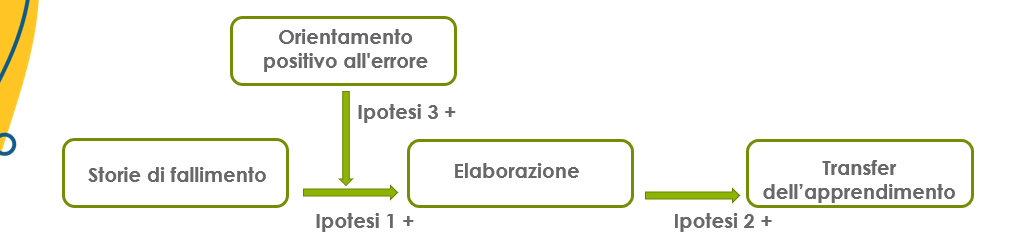 Orientamento
positivo all'errore
Ipotesi 3 +
Storie di fallimento
Elaborazione
Transfer
dell’apprendimento
Ipotesi 1 +
Ipotesi 2 +